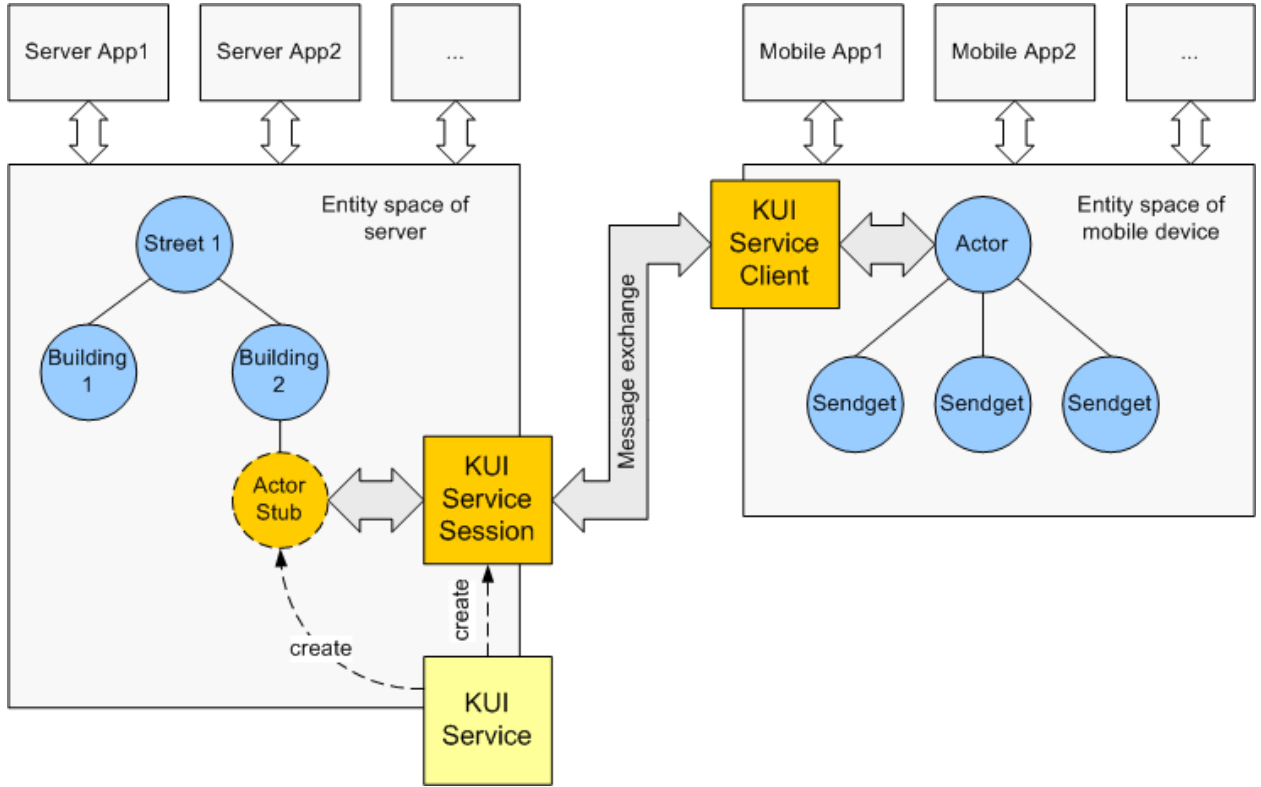 Server App1
Server App2
...
Mobile App1
Mobile App2
...
Entity space of
server
Street 1
Building
1
Building
2
Actor
Stub
KUI
Service
Session
create
create
KUI
Service
Message exchange
KUI
Service
Client
Actor
Entity space of
mobile device
Sendget
Sendget
Sendget